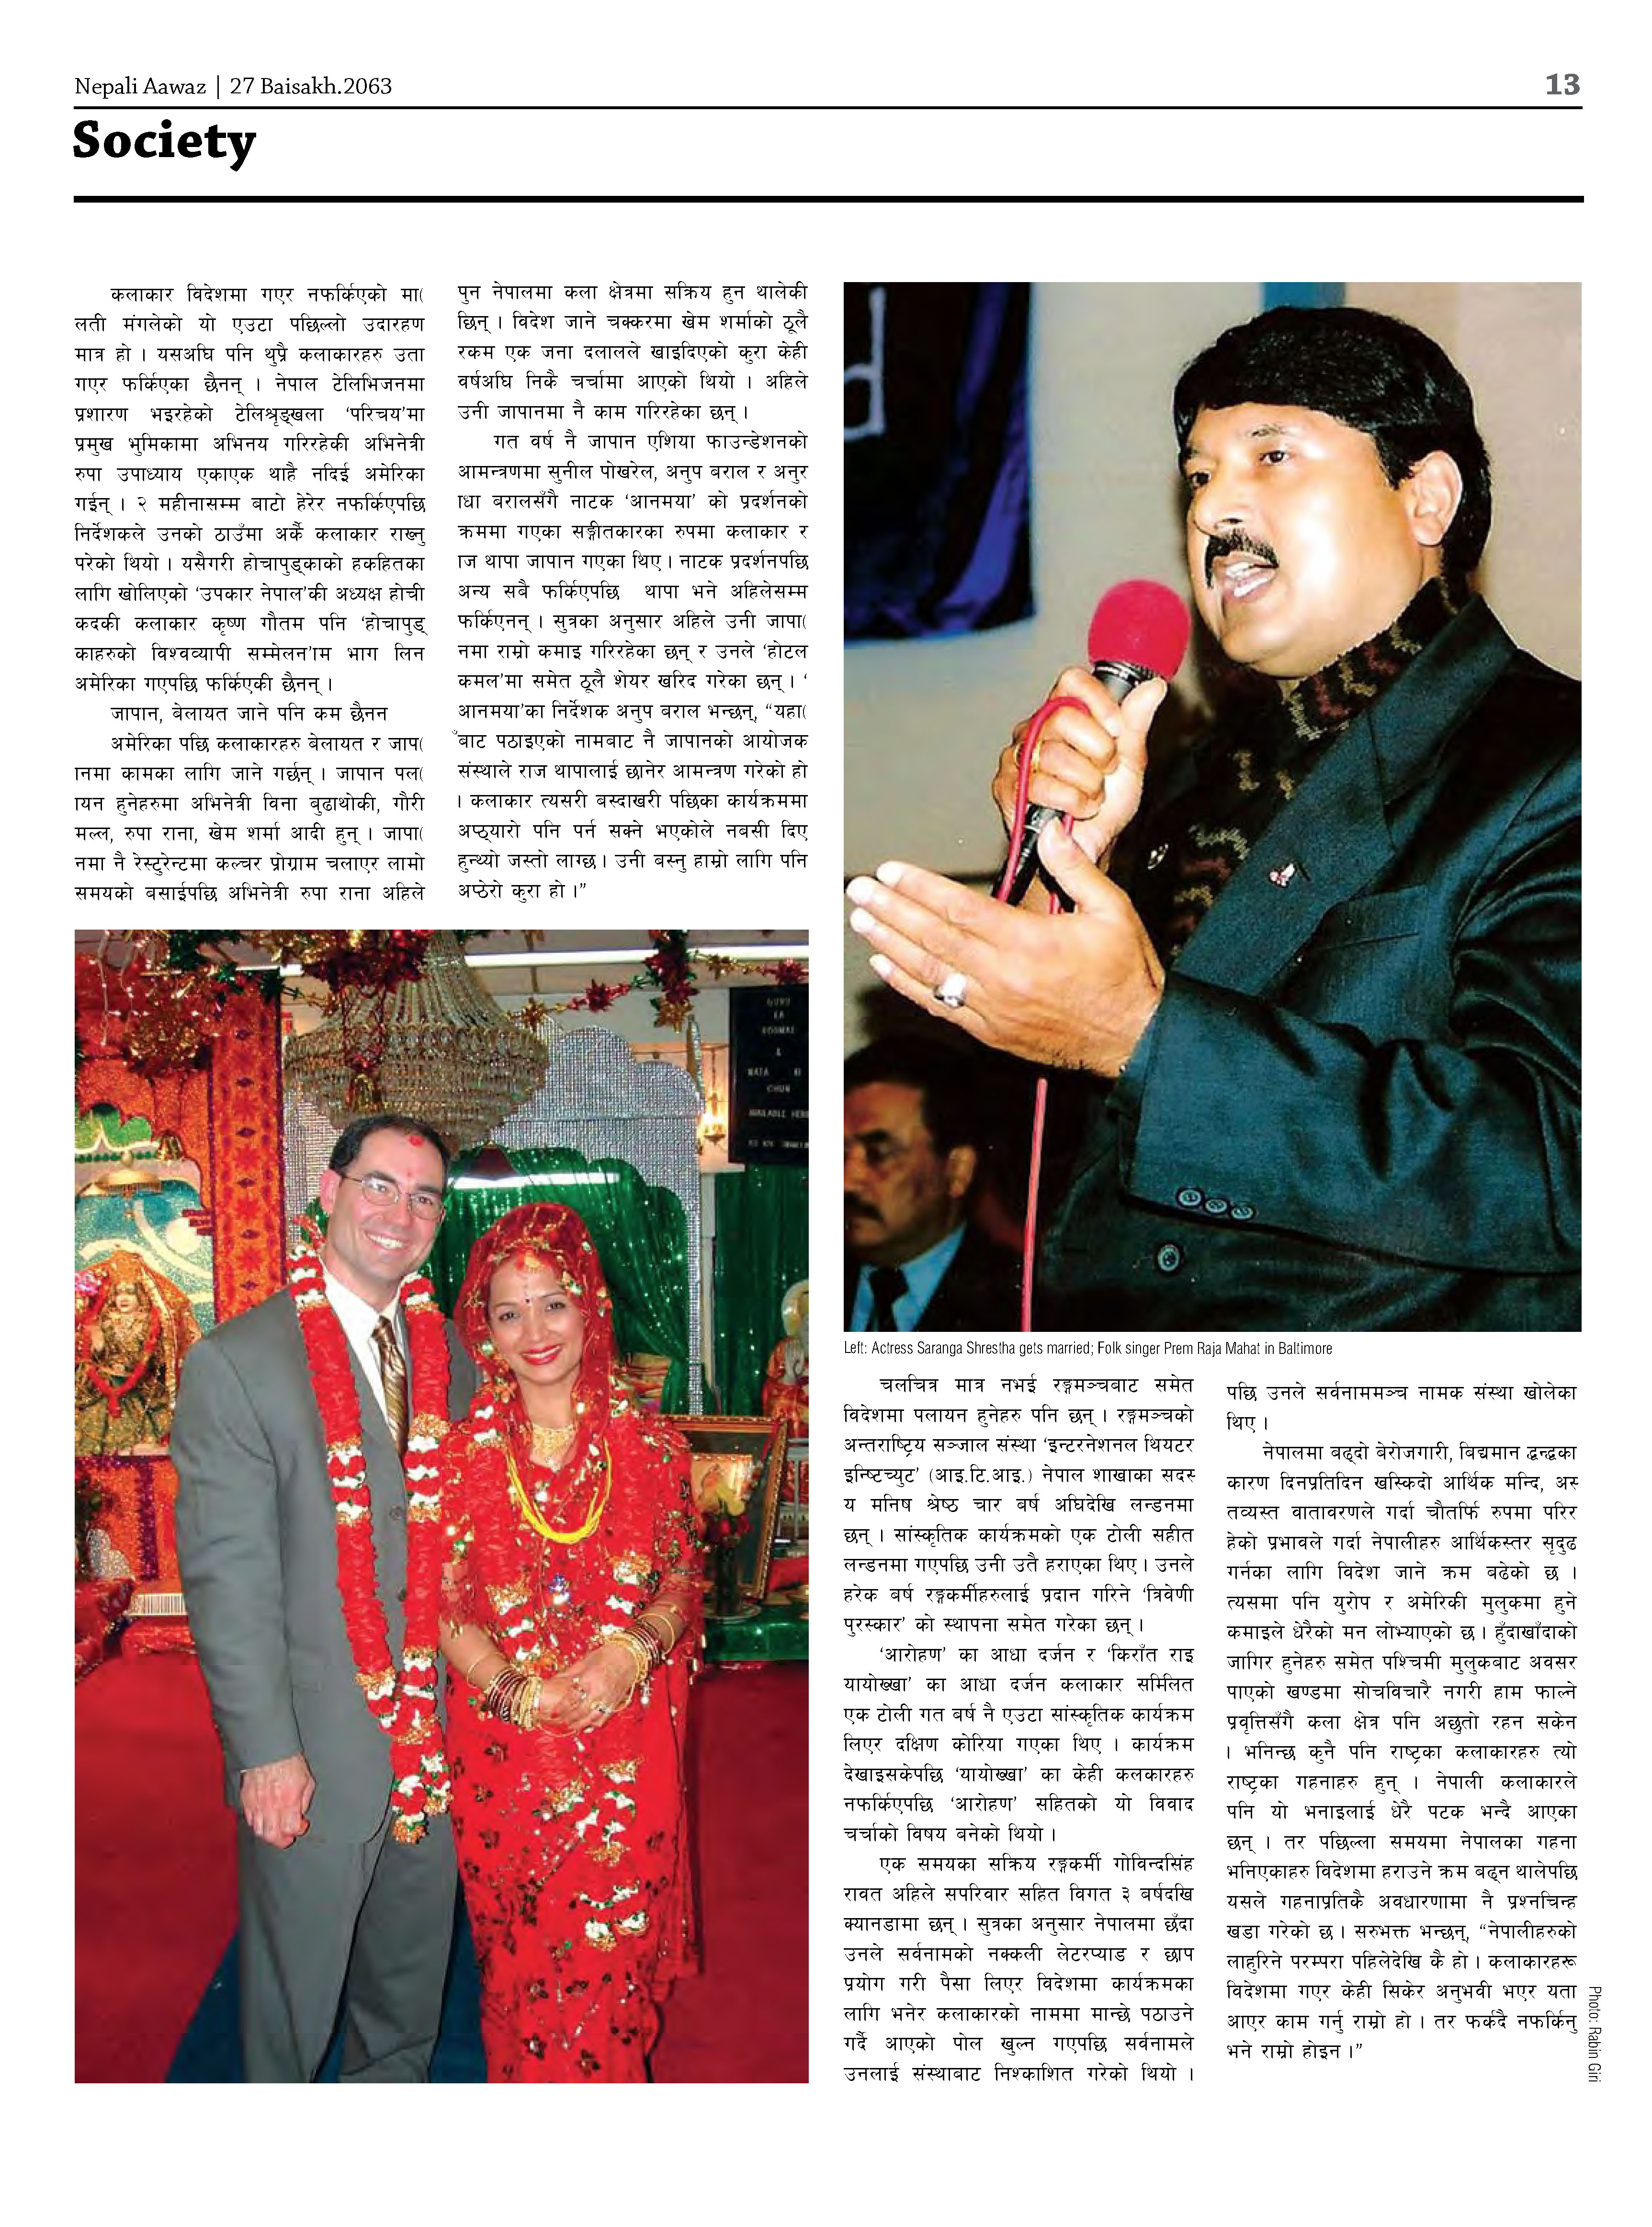 Nepali Aawaz | 27 Baisakh.2063
13
Society
कलाकार विदेशमा गएर नफर्किएको मा(
लती मंगलेको यो एउटा पछिल्लो उदारहण
मात्र हो । यसअघि पनि थुप्रै कलाकारहरु उता
गएर फर्किएका छैनन् । नेपाल टेलिभिजनमा
प्रशारण भइरहेको टेलिश्रृङ्खला ‘परिचय’मा
प्रमुख भुमिकामा अभिनय गरिरहेकी अभिनेत्री
रुपा उपाध्याय एकाएक थाहै नदिई अमेरिका
गईन् । २ महीनासम्म बाटो हेरेर नफर्किएपछि
निर्देशकले उनको ठाउँमा अर्कै कलाकार राख्नु
परेको थियो । यसैगरी होचापुड्काको हकहितका
लागि खोलिएको ‘उपकार नेपाल’की अध्यक्ष होची
कदकी कलाकार कृष्ण गौतम पनि ‘होचापुड्
काहरुको विश्वव्यापी सम्मेलन’ाम भाग लिन
अमेरिका गएपछि फर्किएकी छैनन् ।
जापान, बेलायत जाने पनि कम छैनन
अमेरिका पछि कलाकारहरु बेलायत र जाप(
ानमा कामका लागि जाने गर्छन् । जापान पल(
ायन हुनेहरुमा अभिनेत्री विना बुढाथोकी, गौरी
मल्ल, रुपा राना, खेम शर्मा आदी हुन् । जापा(
नमा नै रेस्टुरेन्टमा कल्चर प्रोग्राम चलाएर लामो
समयको बसाईपछि अभिनेत्री रुपा राना अहिले
पुन नेपालमा कला क्षेत्रमा सक्रिय हुन थालेकी
छिन् । विदेश जाने चक्करमा खेम शर्माको ठूलै
रकम एक जना दलालले खाइदिएको कुरा केही
वर्षअघि निकै चर्चामा आएको थियो । अहिले
उनी जापानमा नै काम गरिरहेका छन् ।
गत वर्ष नै जापान एशिया फाउन्डेशनको
आमन्त्रणमा सुनील पोखरेल, अनुप बराल र अनुर
ाधा बरालसँगै नाटक ‘आनमया’ को प्रदर्शनको
क्रममा गएका सङ्गीतकारका रुपमा कलाकार र
ाज थापा जापान गएका थिए । नाटक प्रदर्शनपछि
अन्य सबै फर्किएपछि थापा भने अहिलेसम्म
फर्किएनन् । सुत्रका अनुसार अहिले उनी जापा(
नमा राम्रो कमाइ गरिरहेका छन् र उनले ‘होटल
कमल’मा समेत ठूलै शेयर खरिद गरेका छन् । ‘
आनमया’का निर्देशक अनुप बराल भन्छन्, “यहा(
ँबाट पठाइएको नामबाट नै जापानको आयोजक
संस्थाले राज थापालाई छानेर आमन्त्रण गरेको हो
। कलाकार त्यसरी बस्दाखरी पछिका कार्यक्रममा
अप्ठ्यारो पनि पर्न सक्ने भएकोले नबसी दिए
हुन्थ्यो जस्तो लाग्छ । उनी बस्नु हाम्रो लागि पनि
अप्ठेरो कुरा हो ।”
d
GURU
KA
&
MATA KI
CHUN
AVAILABLE HERE
Left: Actress Saranga Shrestha gets married; Folk singer Prem Raja Mahat in Baltimore
चलचित्र मात्र नभई रङ्गमञ्चबाट समेत
विदेशमा पलायन हुनेहरु पनि छन् । रङ्गमञ्चको
अन्तराष्ट्रिय सञ्जाल संस्था ‘इन्टरनेशनल थियटर
इन्ष्टिच्युट’ (आइ.टि.आइ.) नेपाल शाखाका सदस्
य मनिष श्रेष्ठ चार बर्ष अघिदेखि लन्डनमा
छन् । सांस्कृतिक कार्यक्रमको एक टोली सहीत
लन्डनमा गएपछि उनी उतै हराएका थिए । उनले
हरेक बर्ष रङ्गकर्मीहरुलाई प्रदान गरिने ‘त्रिवेणी
पुरस्कार’ को स्थापना समेत गरेका छन् ।
‘आरोहण’ का आधा दर्जन र ‘किराँत राइ
यायोख्खा’ का आधा दर्जन कलाकार समिलित
एक टोली गत बर्ष नै एउटा सांस्कृतिक कार्यक्रम
लिएर दक्षिण कोरिया गएका थिए । कार्यक्रम
देखाइसकेपछि ‘यायोख्खा’ का केही कलकारहरु
नफर्किएपछि ‘आरोहण’ सहितको यो विवाद
चर्चाको विषय बनेको थियो ।
एक समयका सक्रिय रङ्गकर्मी गोविन्दसिंह
रावत अहिले सपरिवार सहित विगत ३ बर्षदखि
क्यानडामा छन् । सुत्रका अनुसार नेपालमा छँदा
उनले सर्वनामको नक्कली लेटरप्याड र छाप
प्रयोग गरी पैसा लिएर विदेशमा कार्यक्रमका
लागि भनेर कलाकारको नाममा मान्छे पठाउने
गर्दै आएको पोल खुल्न गएपछि सर्वनामले
उनलाई संस्थाबाट निश्काशित गरेको थियो ।
पछि उनले सर्वनाममञ्च नामक संस्था खोलेका
थिए ।
नेपालमा बढ्दो बेरोजगारी, बिद्यमान द्वन्द्वका
कारण दिनप्रतिदिन खस्किदो आर्थिक मन्दि, अस्
तव्यस्त वातावरणले गर्दा चौतर्फि रुपमा परिर
हेको प्रभावले गर्दा नेपालीहरु आर्थिकस्तर सृदुढ
गर्नका लागि विदेश जाने क्रम बढेको छ ।
त्यसमा पनि युरोप र अमेरिकी मुलुकमा हुने
कमाइले धेरैको मन लोभ्याएको छ । हुँदाखाँदाको
जागिर हुनेहरु समेत पश्चिमी मुलुकबाट अवसर
पाएको खण्डमा सोचविचारै नगरी हाम फाल्ने
प्रवृत्तिसँगै कला क्षेत्र पनि अछुतो रहन सकेन
। भनिन्छ कुनै पनि राष्ट्रका कलाकारहरु त्यो
राष्ट्रका गहनाहरु हुन् । नेपाली कलाकारले
पनि यो भनाइलाई धेरै पटक भन्दै आएका
छन् । तर पछिल्ला समयमा नेपालका गहना
भनिएकाहरु विदेशमा हराउने क्रम बढ्न थालेपछि
यसले गहनाप्रतिकै अवधारणामा नै प्रश्नचिन्ह
खडा गरेको छ । सरुभक्त भन्छन्, “नेपालीहरुको
लाहुरिने परम्परा पहिलेदेखि कै हो । कलाकारहरू
विदेशमा गएर केही सिकेर अनुभवी भएर यता
आएर काम गर्नु राम्रो हो । तर फर्कदै नफर्किनु
भने राम्रो होइन ।”
Photo: Rabin Giri